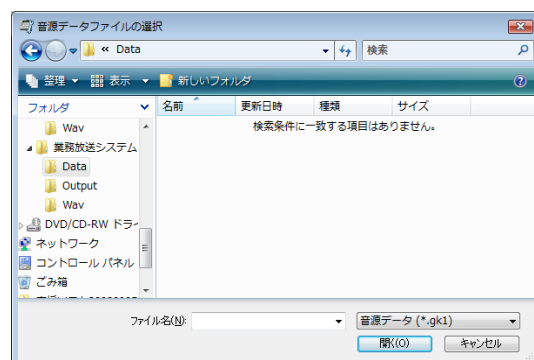 音源データファイルの選択
« Data
検索
整理 表示 新しいフォルダ
フォルダ
名前 更新日時 種類 サイズ
検索条件に一致する項目はありません。
Wav
業務放送システム
Data
Output
Wav
DVD/CD-RW ドラ
ネットワーク
コントロール パネル
ごみ箱
ファイル名(N):
音源データ (*.gk1)
開く(O)
キャンセル